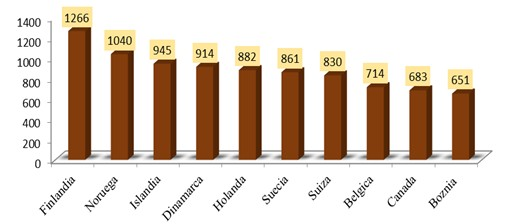 1400
1200
1000
800
600
400
200
0
1266
1040
945
914
882
861
830
714
683
651
Finlandia
Noruega
Islandia
Dinamarca
Holanda
Succia
Suiza
Belgica
Canada
Boznia